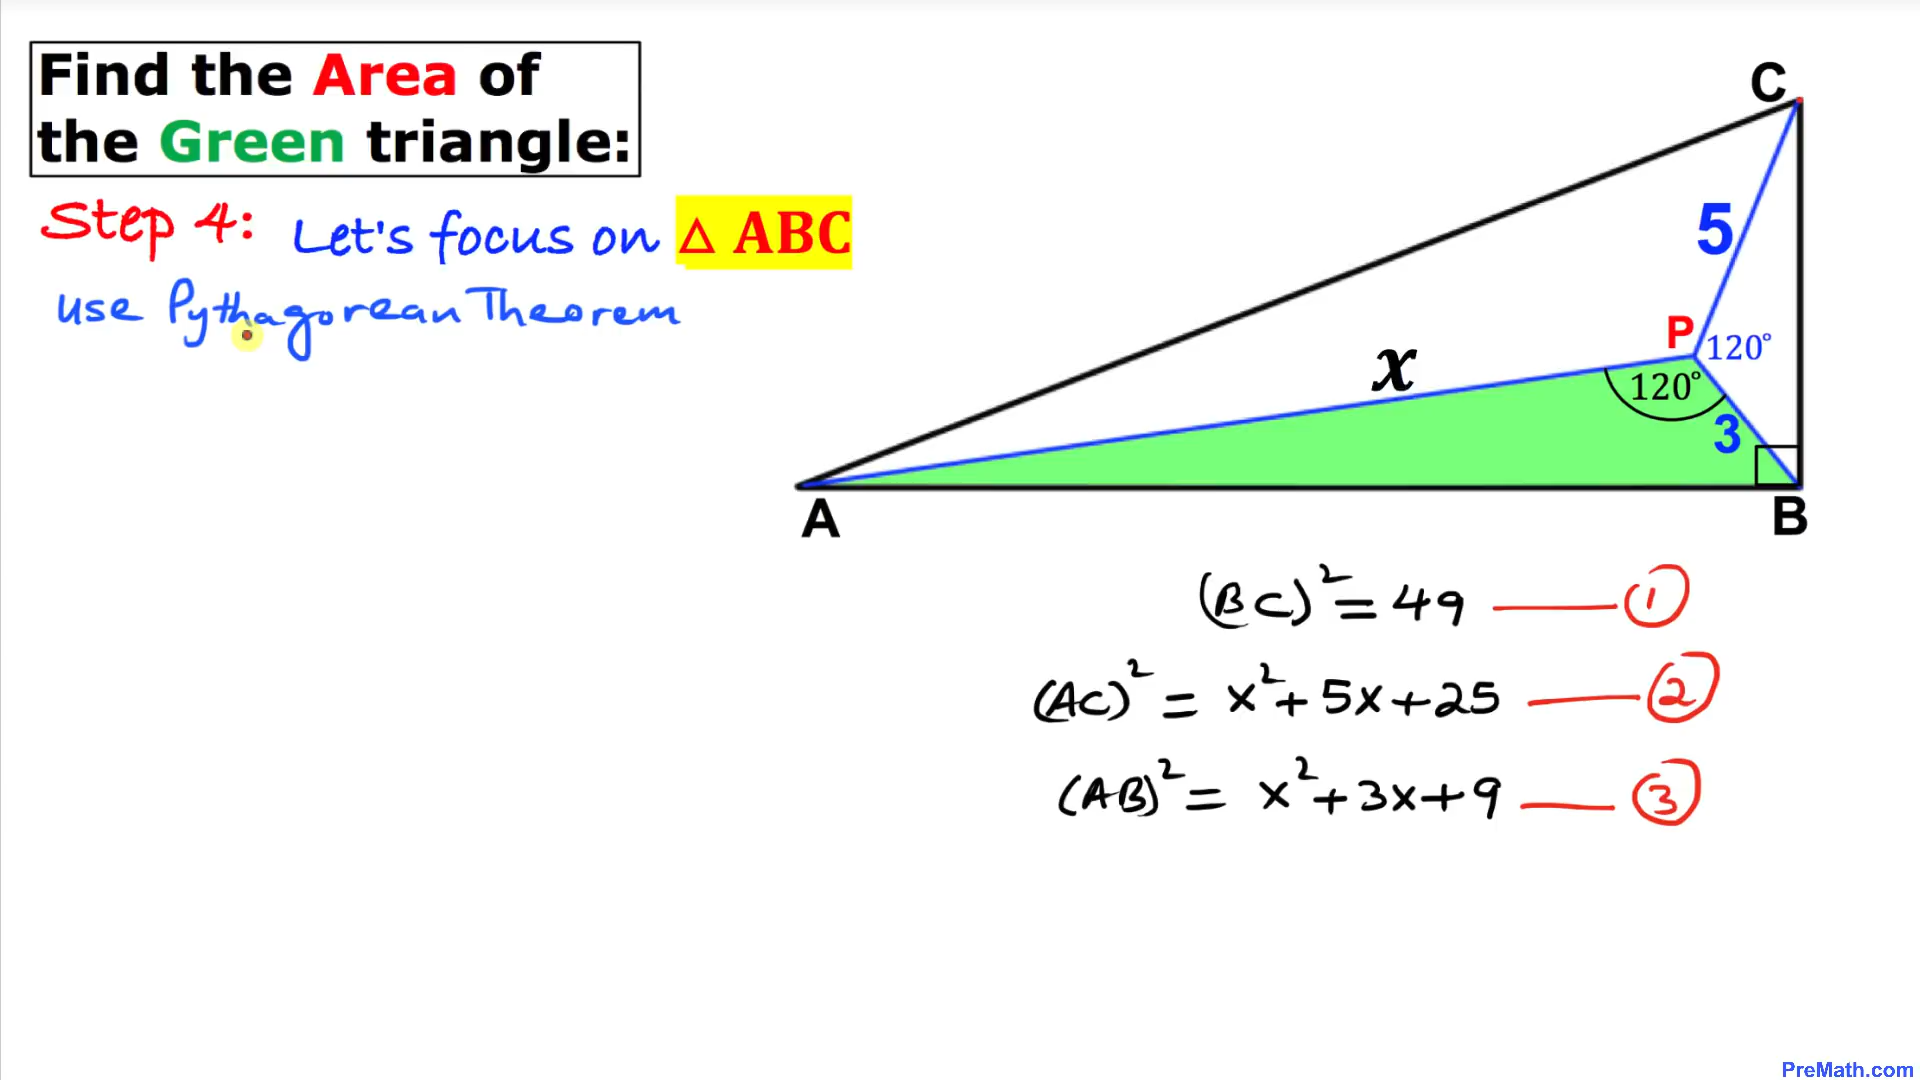 Find the Area of
the Green triangle:
Step 4: Let's focus on △ ABC
use Pythagorean Theorem
C
5
P
120°
x
120°
3
A
B
(BC)² = 49 —— ①
(AC)² = x² + 5x + 25 —— ②
(AB)² = x² + 3x + 9 —— ③
PreMath.com